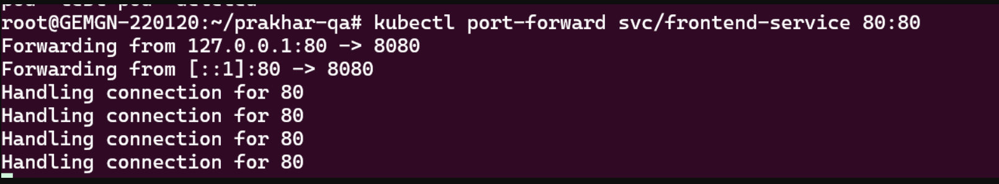 root@GEMGN-220120:~/prakhar-qa# kubectl port-forward svc/frontend-service 80:80
Forwarding from 127.0.0.1:80 -> 8080
Forwarding from [::1]:80 -> 8080
Handling connection for 80
Handling connection for 80
Handling connection for 80
Handling connection for 80